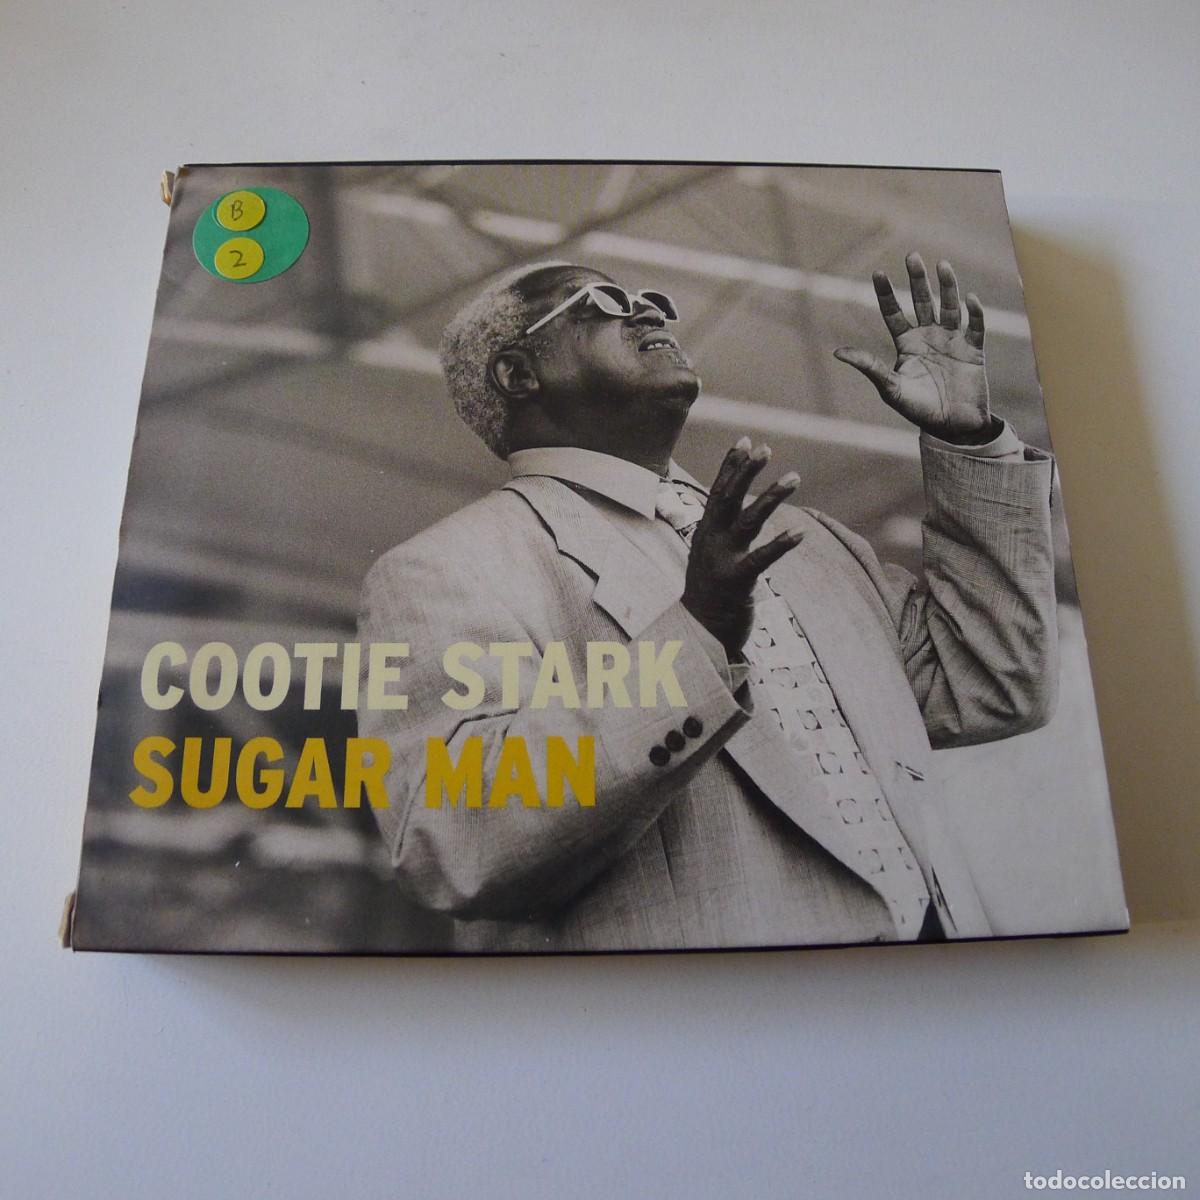 B
2
COOTIE STARK
SUGAR MAN
todocoleccion